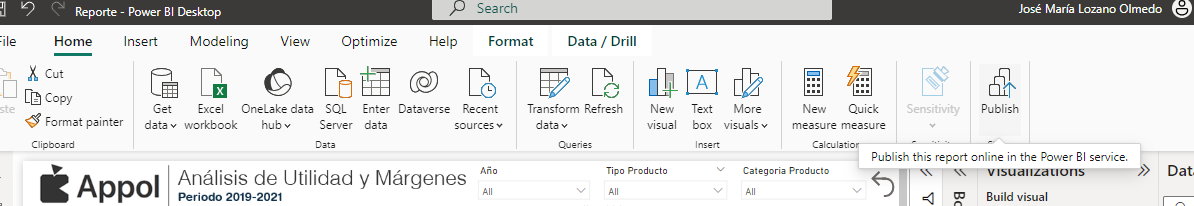 Reporte - Power BI Desktop
Search
José María Lozano Olmedo
File Home Insert Modeling View Optimize Help Format Data / Drill
Cut
Copy
Format painter
Clipboard
Get data
Excel workbook
OneLake data hub
SQL Server
Enter data
Dataverse
Recent sources
Data
Transform data
Refresh
Queries
New visual
Text box
More visuals
Insert
New measure
Quick measure
Calculation
Sensitivity
Publish
Publish this report online in the Power BI service.
Appol
Análisis de Utilidad y Márgenes
Periodo 2019-2021
Año
All
Tipo Producto
All
Categoria Producto
All
Visualizations
Build visual
Data